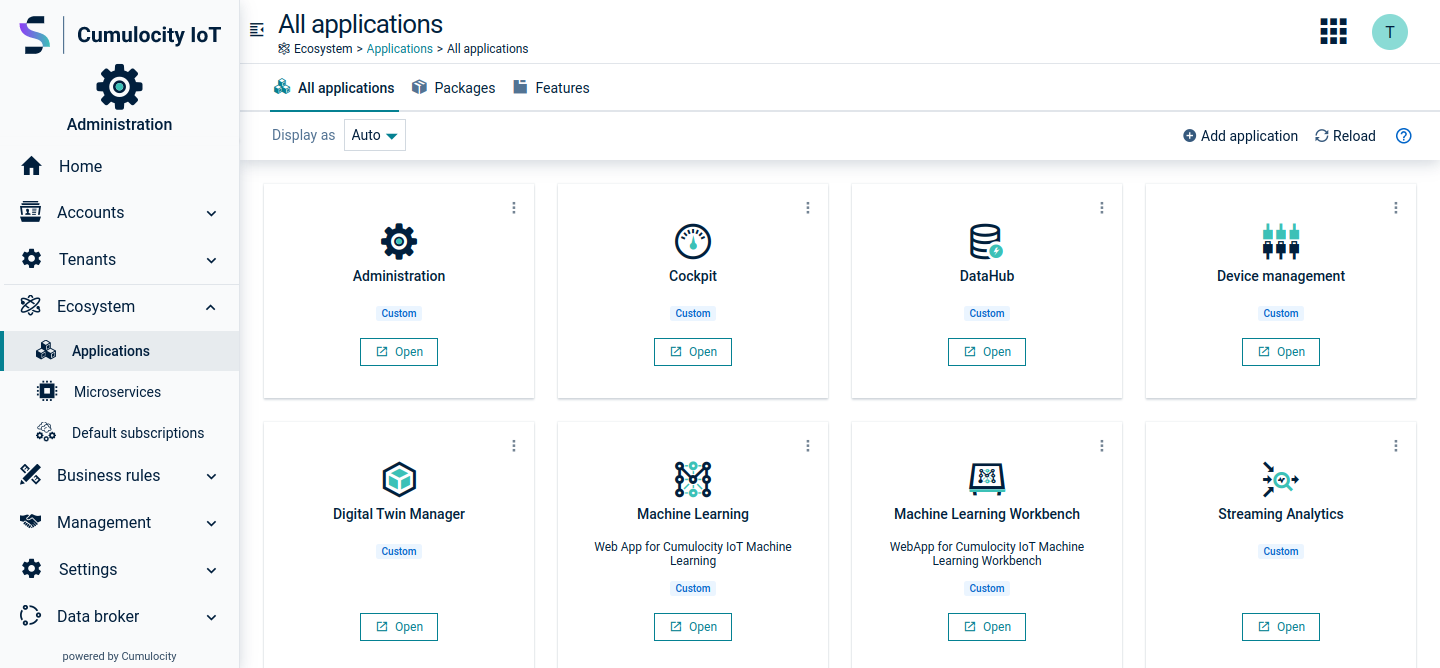 Cumulocity IoT
Administration
Home
Accounts
Tenants
Ecosystem
Applications
Microservices
Default subscriptions
Business rules
Management
Settings
Data broker
powered by Cumulocity
All applications
Ecosystem > Applications > All applications
T
All applications Packages Features
Display as Auto
Add application Reload
Administration
Custom
Open
Cockpit
Custom
Open
DataHub
Custom
Open
Device management
Custom
Open
Digital Twin Manager
Custom
Open
Machine Learning
Web App for Cumulocity IoT Machine
Learning
Custom
Open
Machine Learning Workbench
WebApp for Cumulocity IoT Machine
Learning Workbench
Custom
Open
Streaming Analytics
Custom
Open